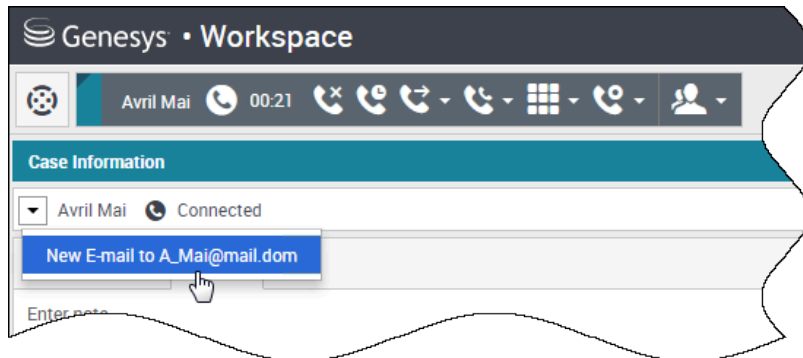 Genesys • Workspace
Avril Mai 00:21
Case Information
Avril Mai Connected
New E-mail to A_Mai@mail.dom
Enter note